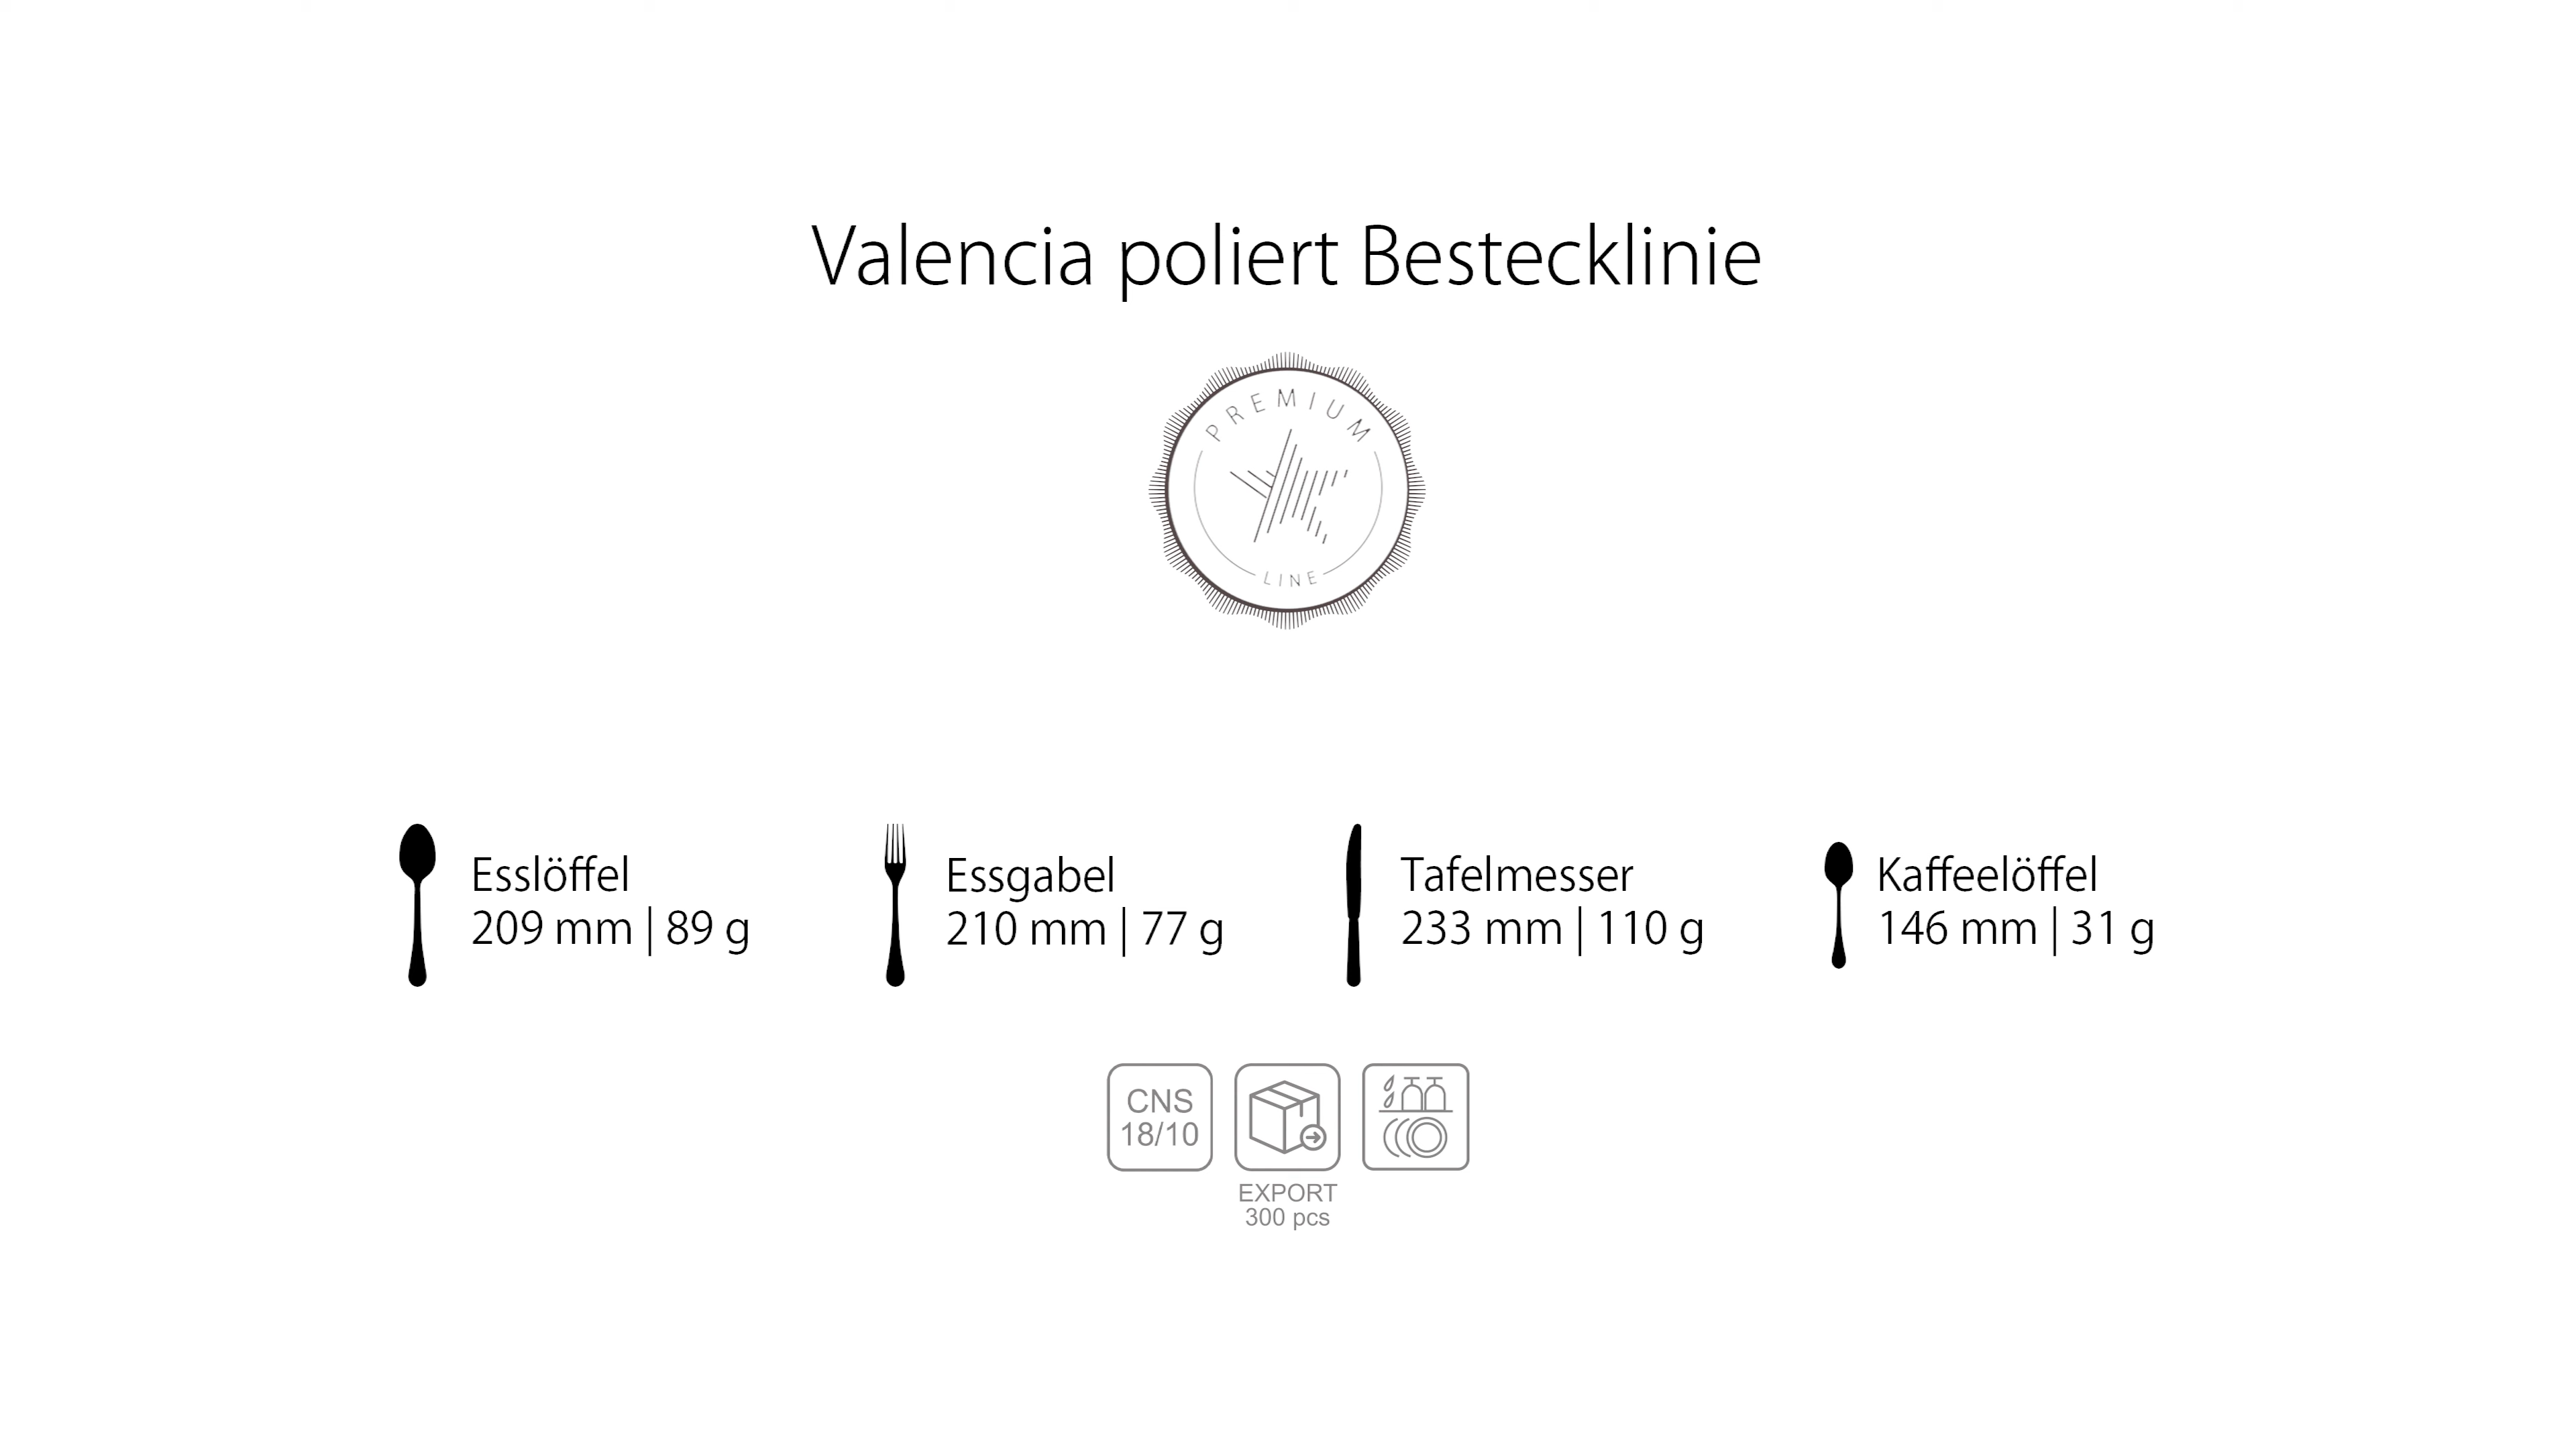 Valencia poliert Bestecklinie
PREMIUM
LINE
Esslöffel
209 mm | 89 g
Essgabel
210 mm | 77 g
Tafelmesser
233 mm | 110 g
Kaffeelöffel
146 mm | 31 g
CNS
18/10
EXPORT
300 pcs